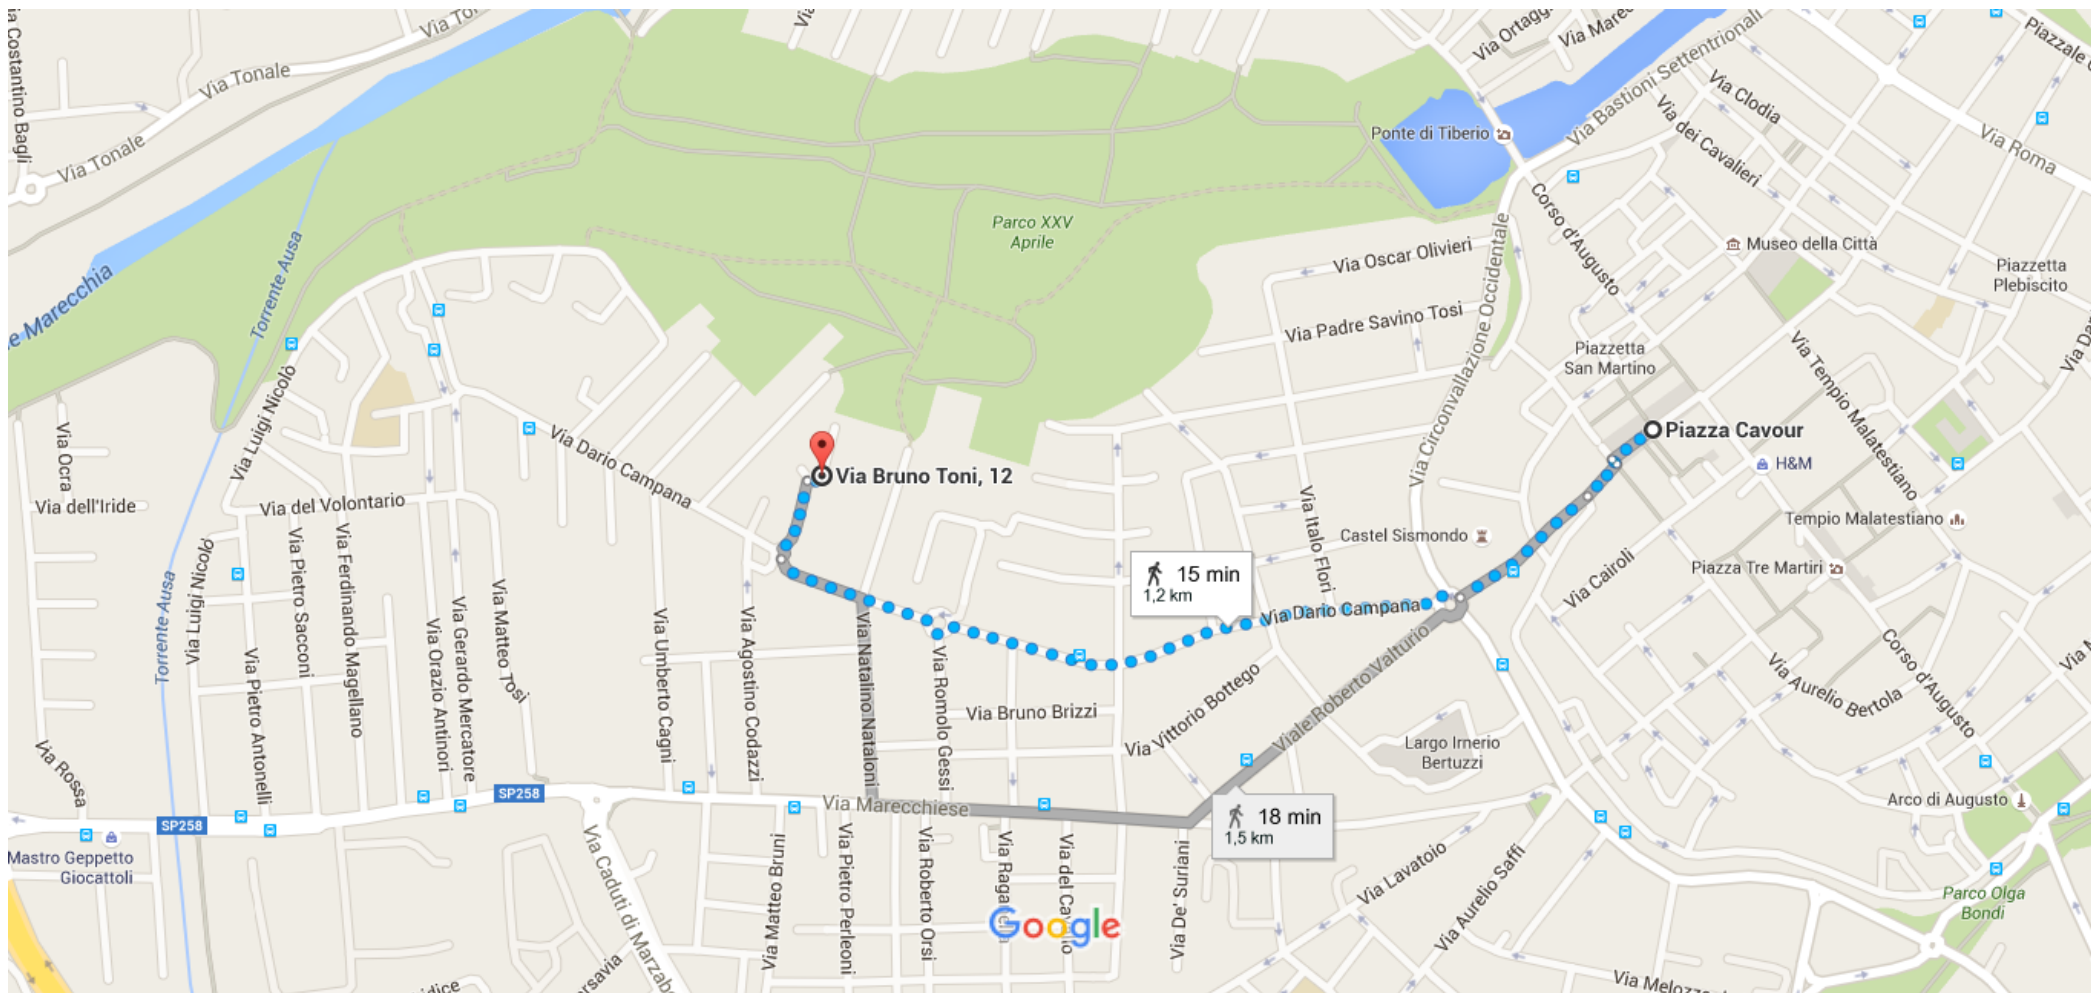 Via Costantino Bagli
Via Tonale
Via Tonale
Torrente Ausa
Parco XXV
Aprile
Ponte di Tiberio
Via Bastioni Settentrionali
Via Clodia
Via dei Cavalieri
Via Roma
Corso d'Augusto
Museo della Città
Piazzetta
Plebiscito
Via Oscar Olivieri
Via Padre Savino Tosi
Via Circonvallazione Occidentale
Piazzetta
San Martino
Via Tempio Malatestiano
Piazza Cavour
H&M
Via Luigi Nicolò
Via Ocra
Via dell'Iride
Via Dario Campana
Via del Volontario
Via Bruno Toni, 12
Via Italo Flori
Castel Sismondo
Tempio Malatestiano
Piazza Tre Martiri
Via Cairoli
15 min
1,2 km
Via Dario Campana
Via Luigi Nicolò
Via Pietro Sacconi
Via Ferdinando Magellano
Via Orazio Antinori
Via Gerardo Mercatore
Via Matteo Tosi
Torrente Ausa
Via Pietro Antonelli
Via Umberto Cagni
Via Agostino Codazzi
Via Natalino Nataloni
Via Romolo Gessi
Via Bruno Brizzi
Via Vittorio Bottego
Viale Roberto Valturio
Largo Irnerio
Bertuzzi
Via Aurelio Bertola
Corso d'Augusto
Via Rossa
SP258
SP258
Via Marecchiese
18 min
1,5 km
Arco di Augusto
Mastro Geppetto
Giocattoli
Via Caduti di Marzab
Via Matteo Bruni
Via Pietro Perleoni
Via Roberto Orsi
Via De' Suriani
Via Lavatoio
Via Aurelio Saffi
Parco Olga
Bondi
Google